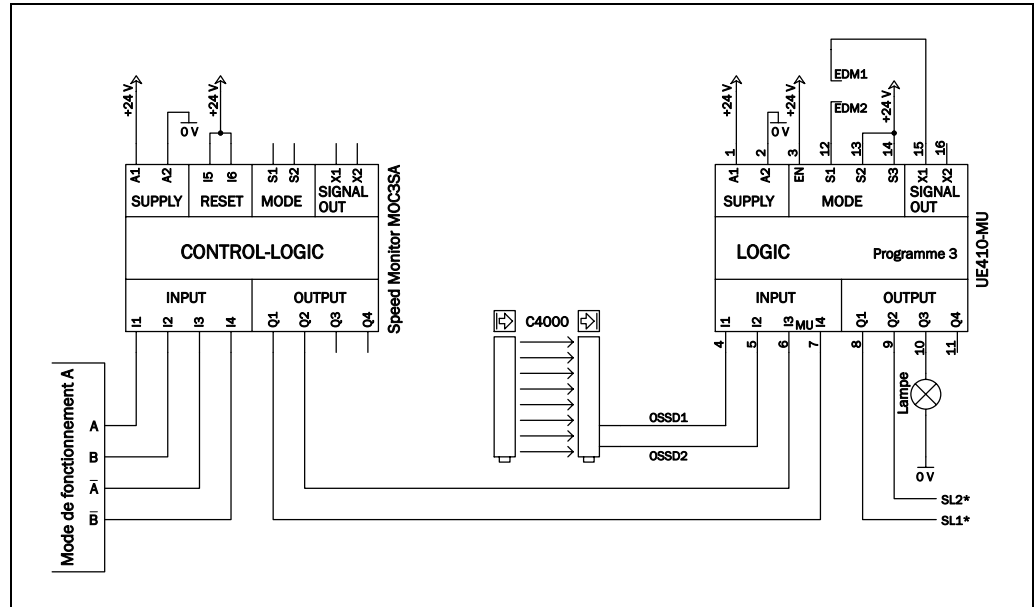 +24 V
0 V
+24 V
A1 A2 I5 I6 S1 S2 X1 X2
SUPPLY RESET MODE SIGNAL OUT
CONTROL-LOGIC
INPUT OUTPUT
I1 I2 I3 I4 Q1 Q2 Q3 Q4
Speed Monitor MOC3SA
Mode de fonctionnement A
A
B
A̅
B̅
C4000
OSSD1
OSSD2
EDM1
EDM2
+24 V
0 V
+24 V
+24 V
1 2 3 12 13 14 15 16
A1 A2 EN S1 S2 S3 X1 X2
SUPPLY MODE SIGNAL OUT
LOGIC Programme 3
INPUT OUTPUT
I1 I2 I3 MU I4 Q1 Q2 Q3 Q4
4 5 6 7 8 9 10 11
UE410-MU
Lampe
0 V
SL2*
SL1*